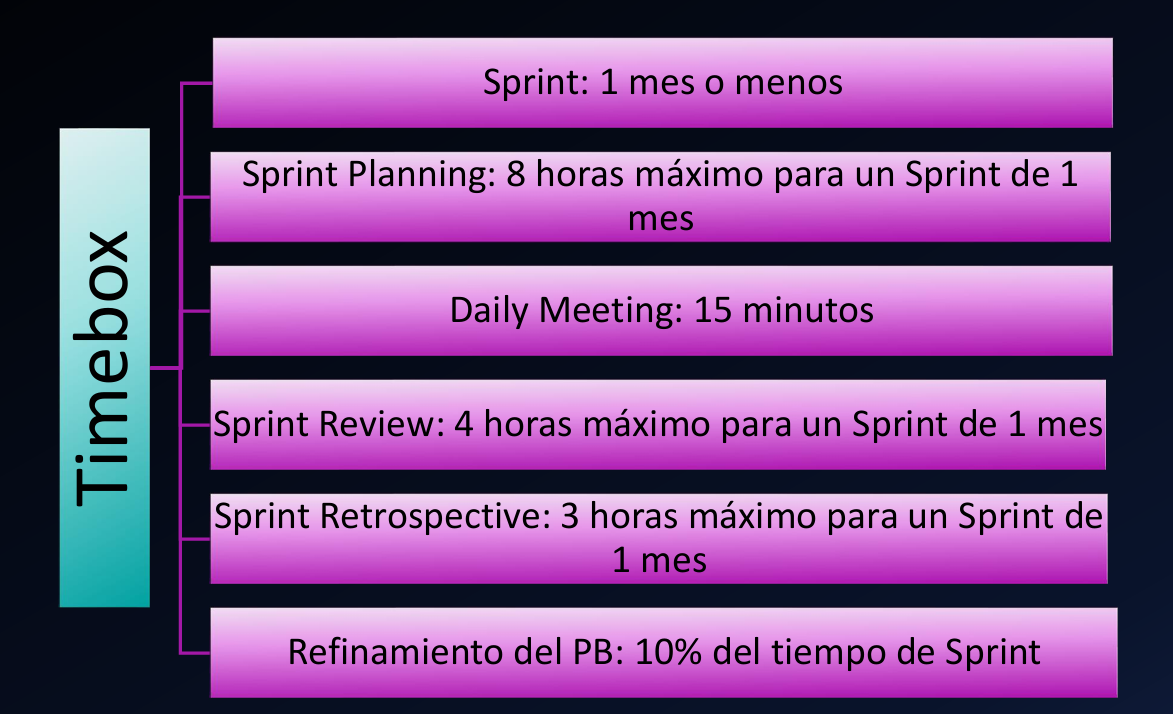 Timebox
Sprint: 1 mes o menos
Sprint Planning: 8 horas máximo para un Sprint de 1
mes
Daily Meeting: 15 minutos
Sprint Review: 4 horas máximo para un Sprint de 1 mes
Sprint Retrospective: 3 horas máximo para un Sprint de
1 mes
Refinamiento del PB: 10% del tiempo de Sprint